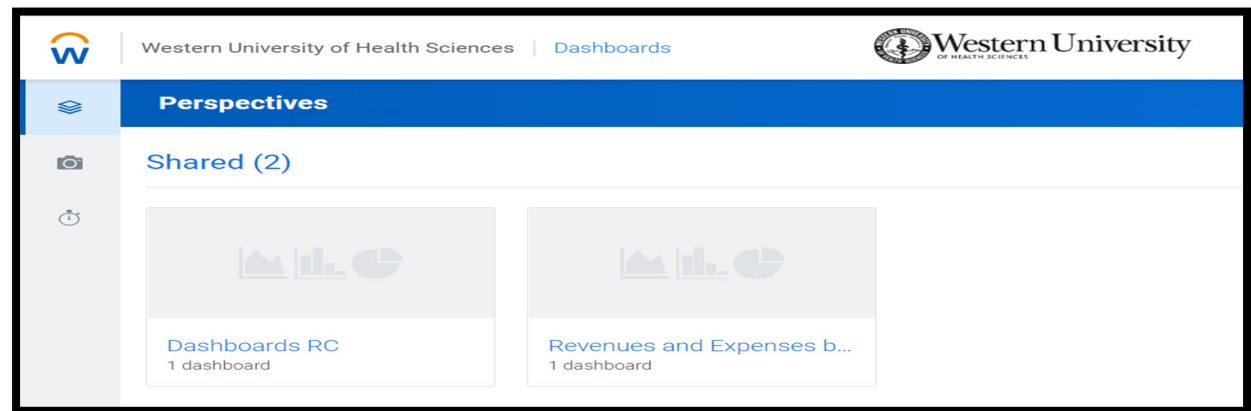 Western University of Health Sciences | Dashboards
Western University
OF HEALTH SCIENCES
Perspectives
Shared (2)
Dashboards RC
1 dashboard
Revenues and Expenses b...
1 dashboard